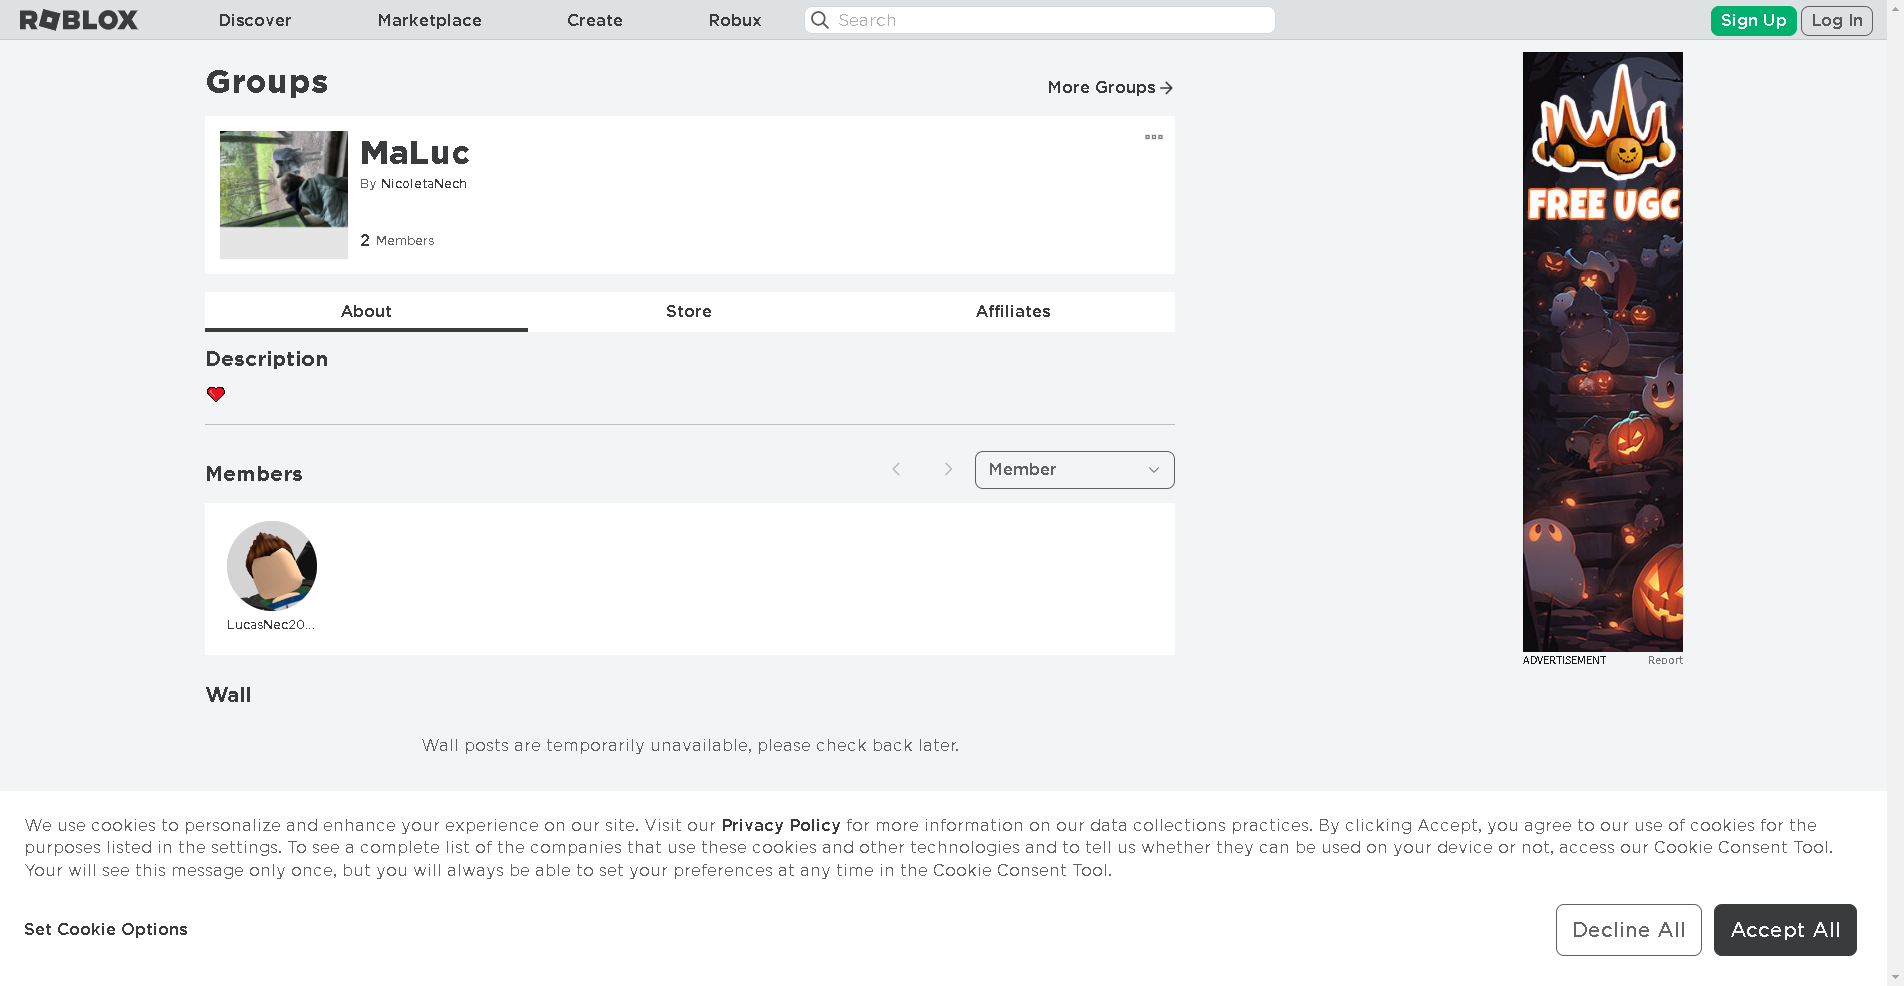 ROBLOX Discover Marketplace Create Robux Search Sign Up Log In
Groups
More Groups
MaLuc
By NicoletaNech
2 Members
About Store Affiliates
Description
Members
Member
LucasNec20...
Wall
Wall posts are temporarily unavailable, please check back later.
FREE UGC
ADVERTISEMENT Report
We use cookies to personalize and enhance your experience on our site. Visit our Privacy Policy for more information on our data collections practices. By clicking Accept, you agree to our use of cookies for the
purposes listed in the settings. To see a complete list of the companies that use these cookies and other technologies and to tell us whether they can be used on your device or not, access our Cookie Consent Tool.
Your will see this message only once, but you will always be able to set your preferences at any time in the Cookie Consent Tool.
Set Cookie Options
Decline All
Accept All